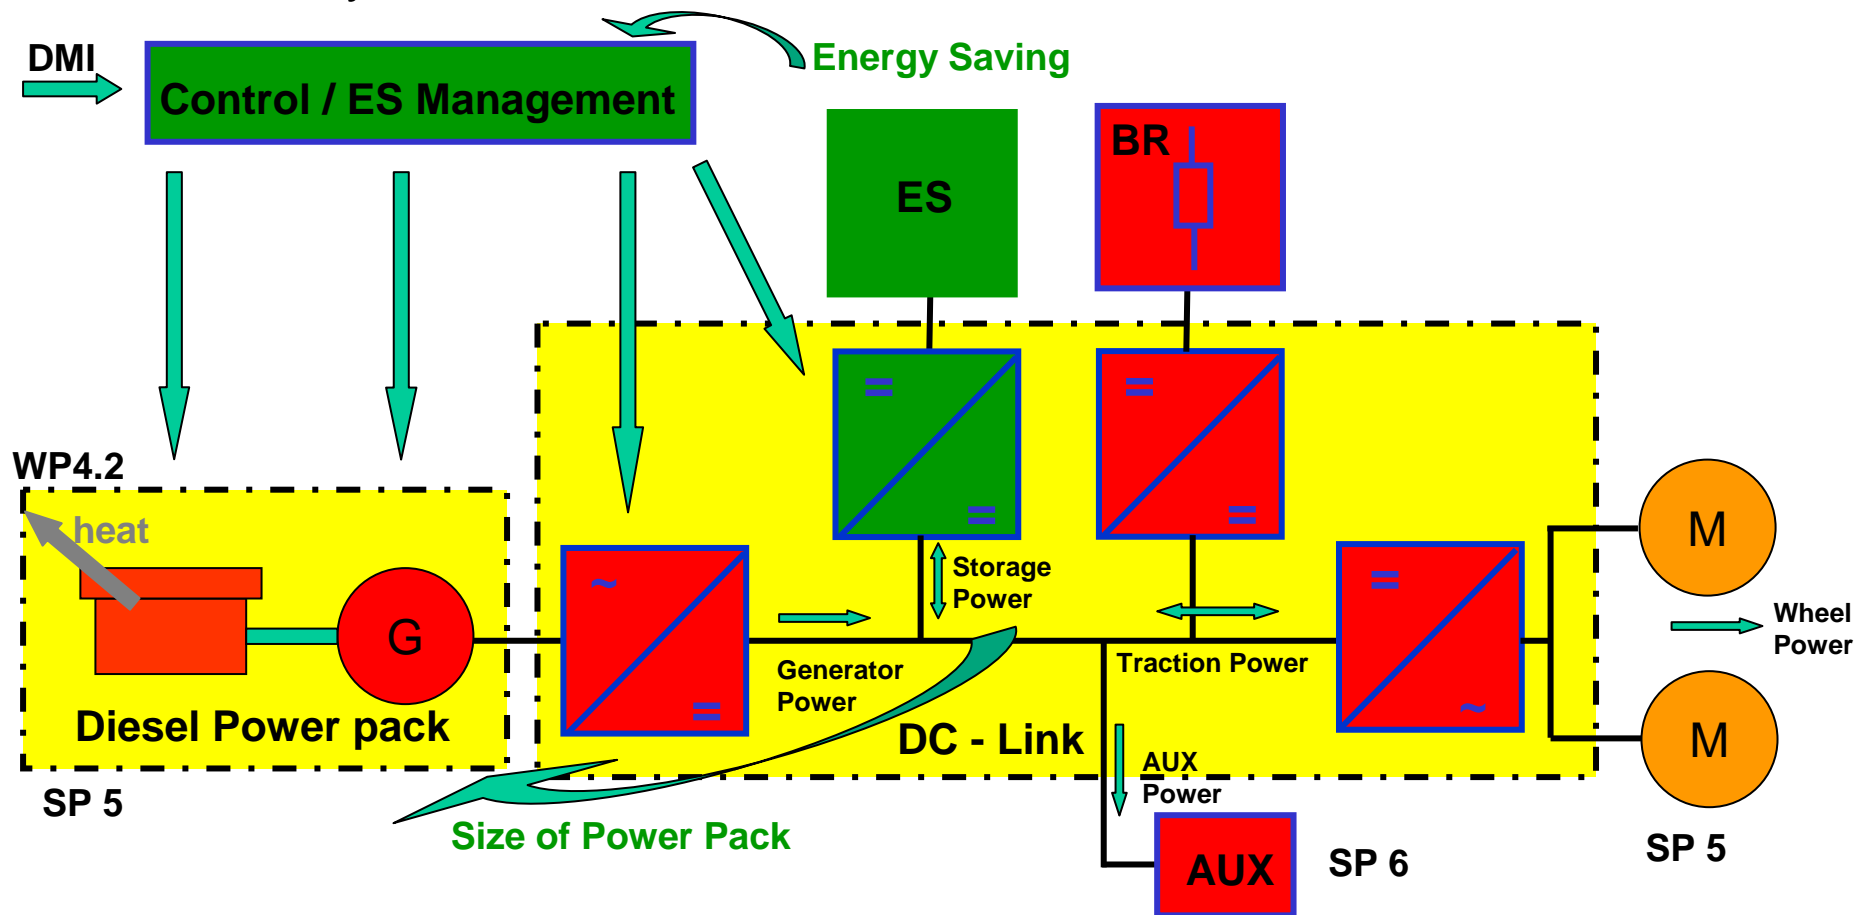 DMI
Control / ES Management
Energy Saving
ES
BR
=
=
=
=
WP4.2
heat
G
~
=
Storage
Power
Generator
Power
Traction Power
=
~
M
M
Wheel
Power
Diesel Power pack
DC - Link
AUX
Power
SP 5
Size of Power Pack
AUX
SP 6
SP 5